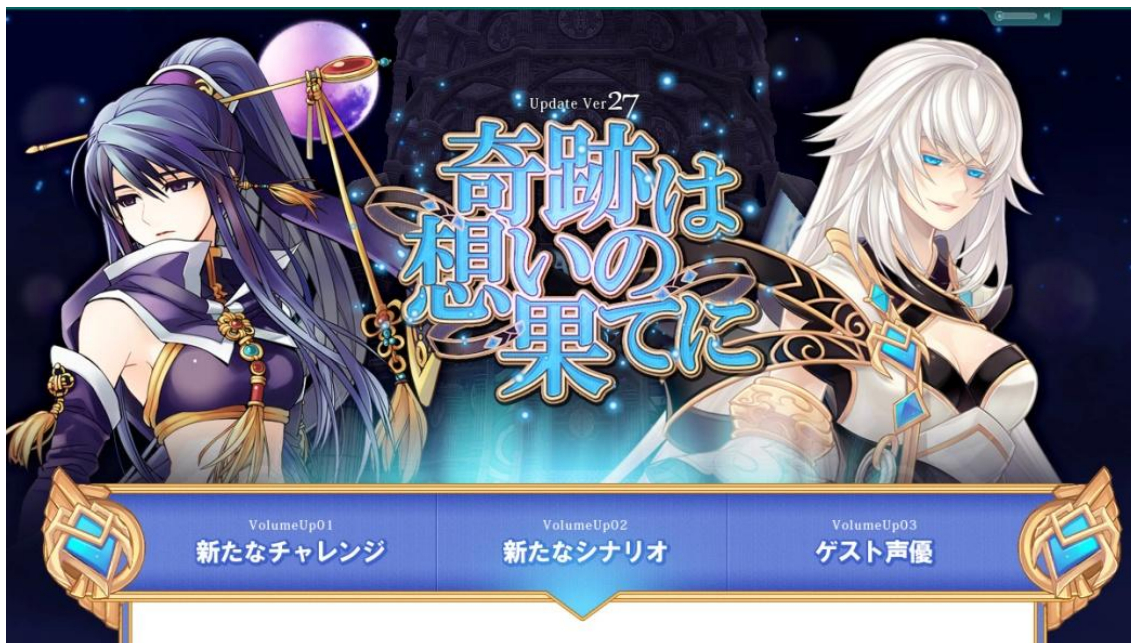 Update Ver27
奇跡は
想いの
果てに
VolumeUp01
新たなチャレンジ
VolumeUp02
新たなシナリオ
VolumeUp03
ゲスト声優